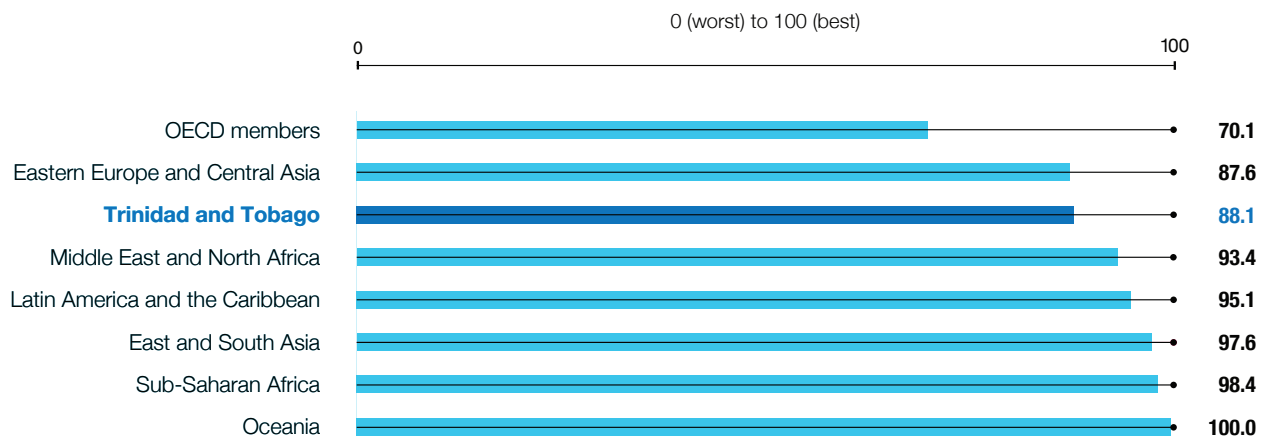 0 (worst) to 100 (best)
0 100
OECD members 70.1
Eastern Europe and Central Asia 87.6
Trinidad and Tobago 88.1
Middle East and North Africa 93.4
Latin America and the Caribbean 95.1
East and South Asia 97.6
Sub-Saharan Africa 98.4
Oceania 100.0